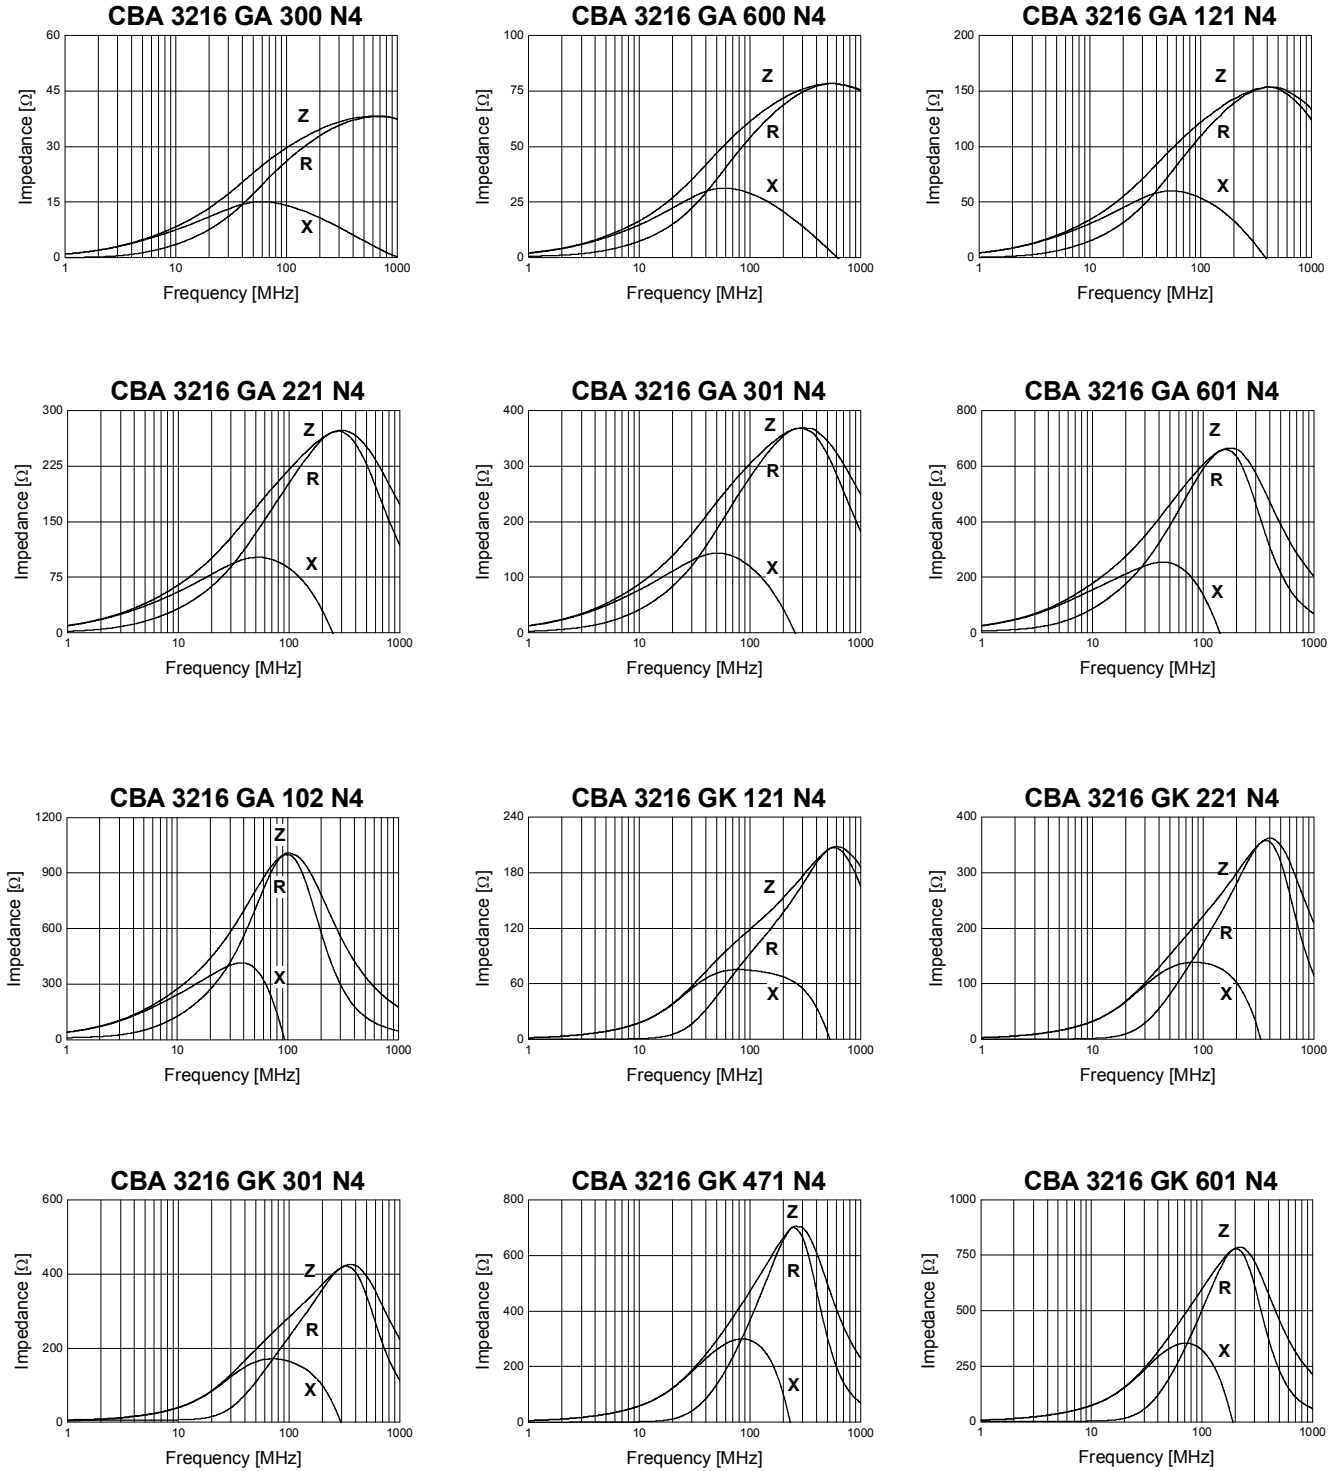 CBA 3216 GA 300 N4
60
45
30
15
0
Impedance [Ω]
Z
R
X
1 10 100 1000
Frequency [MHz]
CBA 3216 GA 600 N4
100
75
50
25
0
Impedance [Ω]
Z
R
X
1 10 100 1000
Frequency [MHz]
CBA 3216 GA 121 N4
200
150
100
50
0
Impedance [Ω]
Z
R
X
1 10 100 1000
Frequency [MHz]
CBA 3216 GA 221 N4
300
225
150
75
0
Impedance [Ω]
Z
R
X
1 10 100 1000
Frequency [MHz]
CBA 3216 GA 301 N4
400
300
200
100
0
Impedance [Ω]
Z
R
X
1 10 100 1000
Frequency [MHz]
CBA 3216 GA 601 N4
800
600
400
200
0
Impedance [Ω]
Z
R
X
1 10 100 1000
Frequency [MHz]
CBA 3216 GA 102 N4
1200
900
600
300
0
Impedance [Ω]
Z
R
X
1 10 100 1000
Frequency [MHz]
CBA 3216 GK 121 N4
240
180
120
60
0
Impedance [Ω]
Z
R
X
1 10 100 1000
Frequency [MHz]
CBA 3216 GK 221 N4
400
300
200
100
0
Impedance [Ω]
Z
R
X
1 10 100 1000
Frequency [MHz]
CBA 3216 GK 301 N4
600
400
200
0
Impedance [Ω]
Z
R
X
1 10 100 1000
Frequency [MHz]
CBA 3216 GK 471 N4
800
600
400
200
0
Impedance [Ω]
Z
R
X
1 10 100 1000
Frequency [MHz]
CBA 3216 GK 601 N4
1000
750
500
250
0
Impedance [Ω]
Z
R
X
1 10 100 1000
Frequency [MHz]